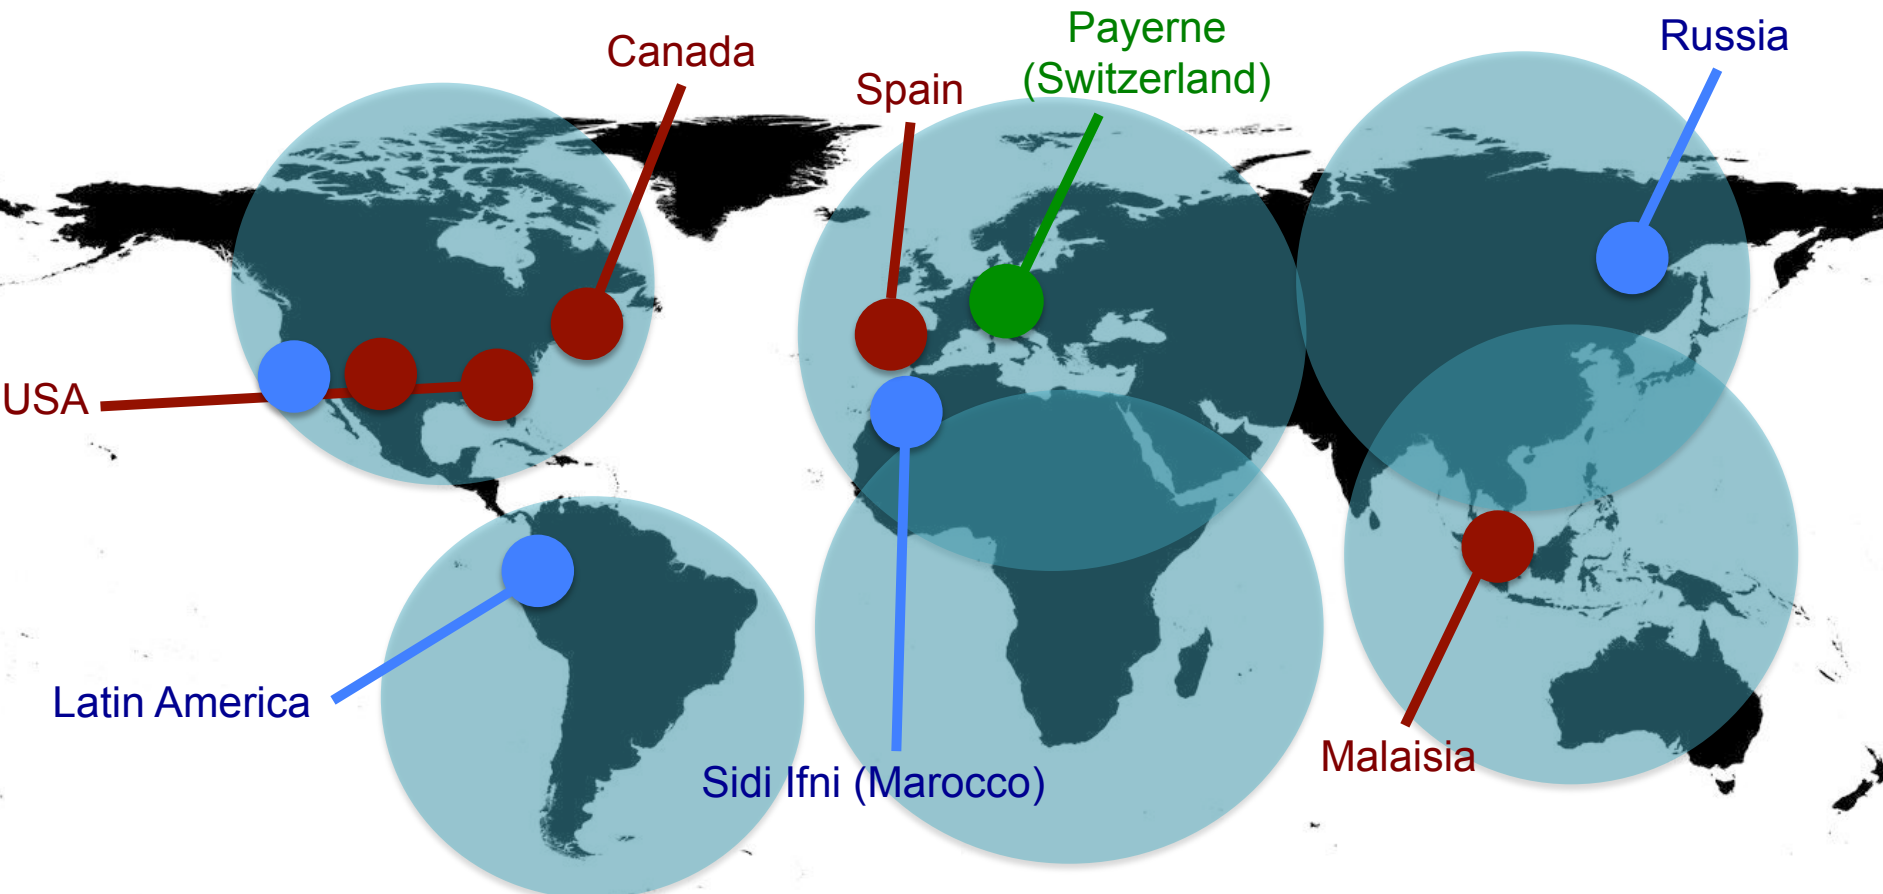 Canada
Spain
Payerne
(Switzerland)
Russia
USA
Latin America
Sidi Ifni (Marocco)
Malaisia